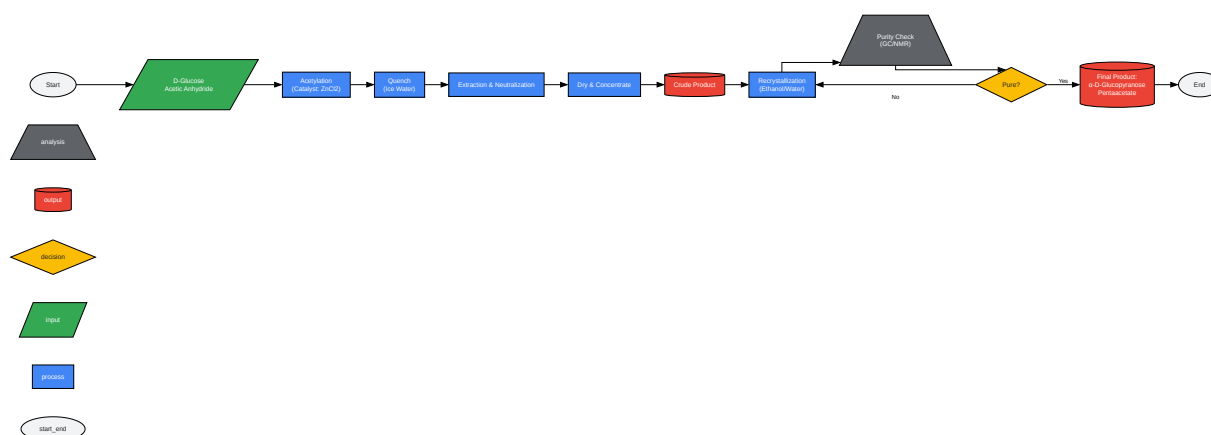 Start
D-Glucose
Acetic Anhydride
Acetylation
(Catalyst: ZnCl2)
Quench
(Ice Water)
Extraction & Neutralization
Dry & Concentrate
Crude Product
Recrystallization
(Ethanol/Water)
Purity Check
(GC/NMR)
Pure?
Yes
No
Final Product:
α-D-Glucopyranose
Pentaacetate
End
analysis
output
decision
input
process
start_end